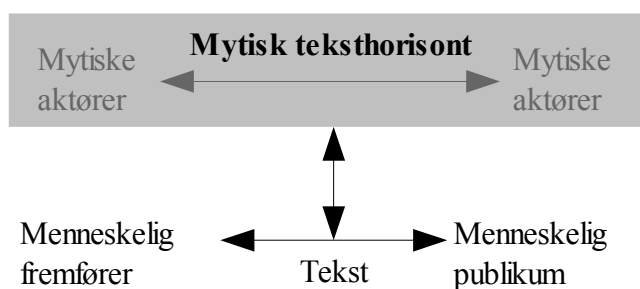 Mytisk teksthorisont
Mytiske
aktører
Mytiske
aktører
Menneskelig
fremfører
Tekst
Menneskelig
publikum